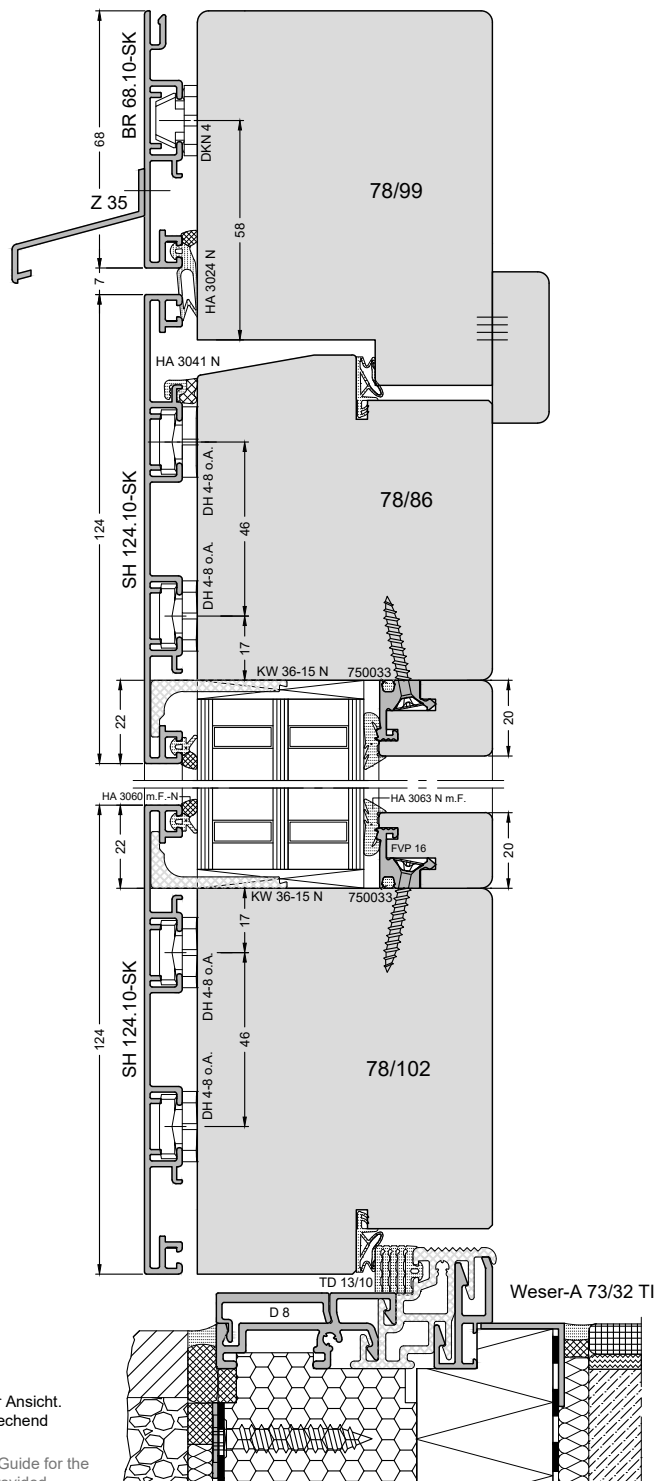 68
BR 68.10-SK
DKN 4
78/99
Z 35
58
7
HA 3024 N
HA 3041 N
124
SH 124.10-SK
DH 4-8 o.A.
46
78/86
DH 4-8 o.A.
17
KW 36-15 N
750033
22
20
HA 3060 m.F.-N
HA 3063 N m.F.
22
FVP 16
20
KW 36-15 N
750033
17
124
SH 124.10-SK
DH 4-8 o.A.
46
78/102
DH 4-8 o.A.
TD 13/10
Weser-A 73/32 TI
D 8
r Ansicht.
echend
Guide for the
rovided